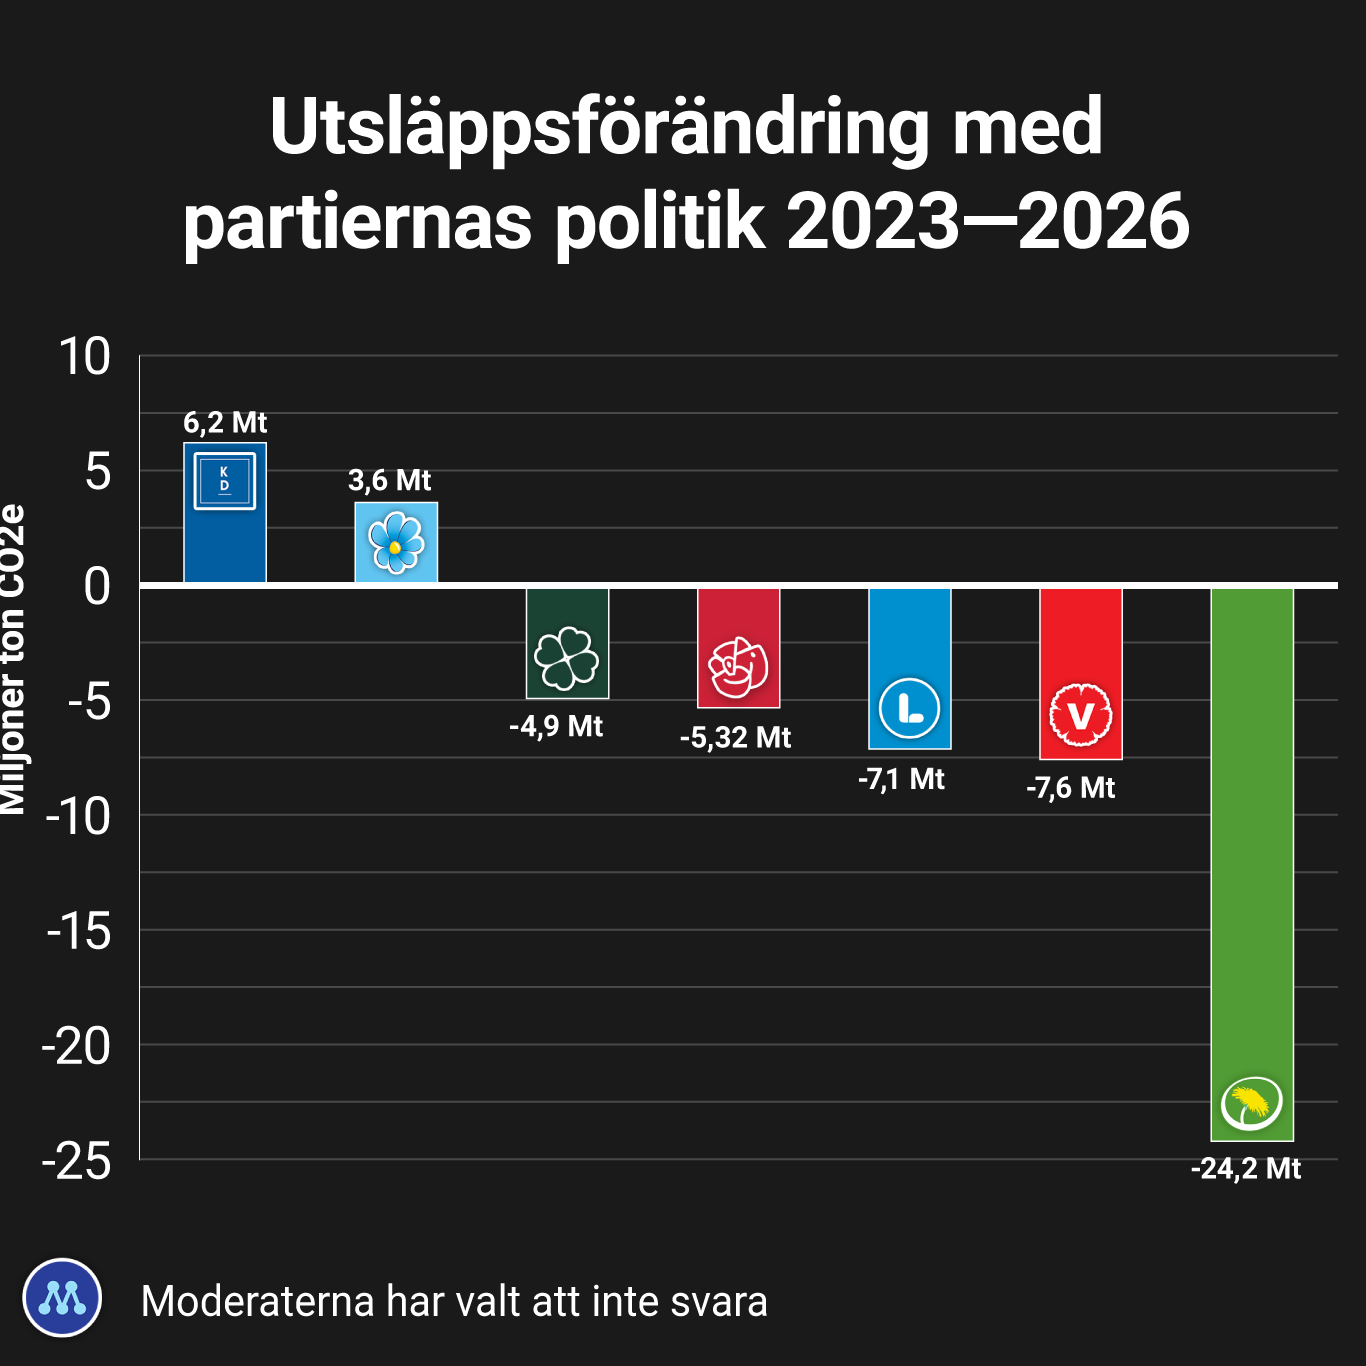 Utsläppsförändring med
partiernas politik 2023—2026
Miljoner ton CO2e
10
5
0
-5
-10
-15
-20
-25
6,2 Mt
K
D
3,6 Mt
-4,9 Mt
-5,32 Mt
L
-7,1 Mt
V
-7,6 Mt
-24,2 Mt
M
Moderaterna har valt att inte svara